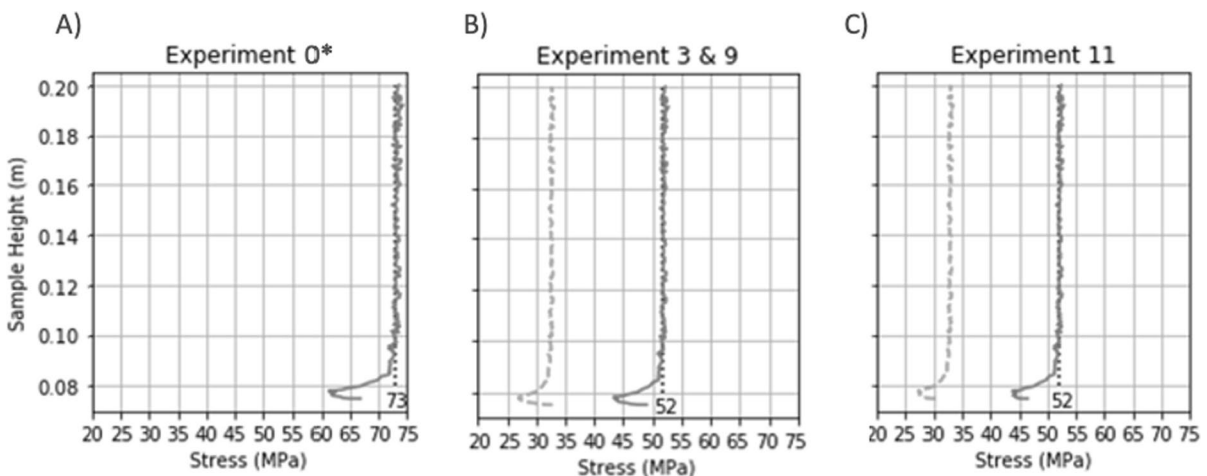 A)
B)
C)
Experiment 0*
Experiment 3 & 9
Experiment 11
Sample Height (m)
0.20
0.18
0.16
0.14
0.12
0.10
0.08
73
52
52
20 25 30 35 40 45 50 55 60 65 70 75
20 25 30 35 40 45 50 55 60 65 70 75
20 25 30 35 40 45 50 55 60 65 70 75
Stress (MPa)
Stress (MPa)
Stress (MPa)